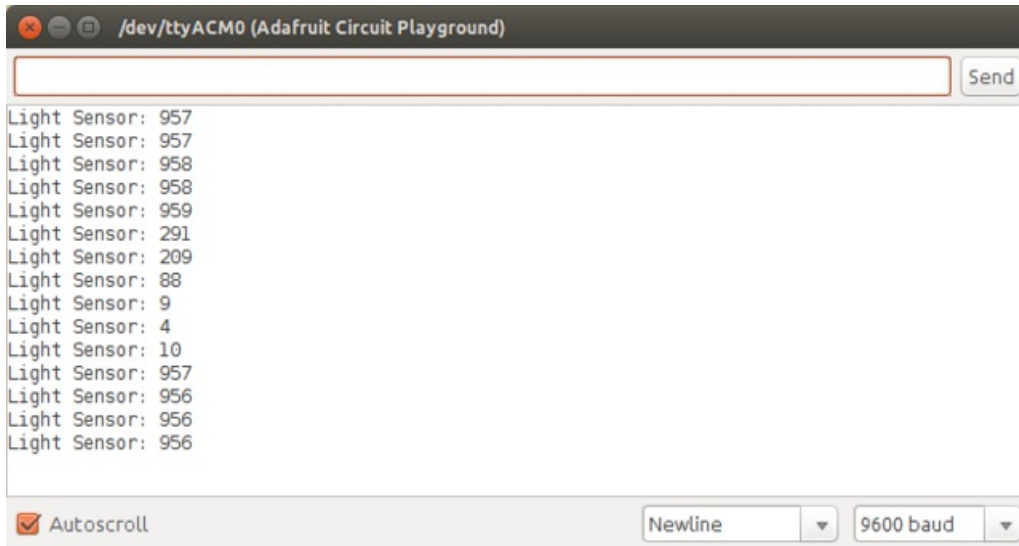 /dev/ttyACM0 (Adafruit Circuit Playground)
Send
Light Sensor: 957
Light Sensor: 957
Light Sensor: 958
Light Sensor: 958
Light Sensor: 959
Light Sensor: 291
Light Sensor: 209
Light Sensor: 88
Light Sensor: 9
Light Sensor: 4
Light Sensor: 10
Light Sensor: 957
Light Sensor: 956
Light Sensor: 956
Light Sensor: 956
Autoscroll Newline 9600 baud